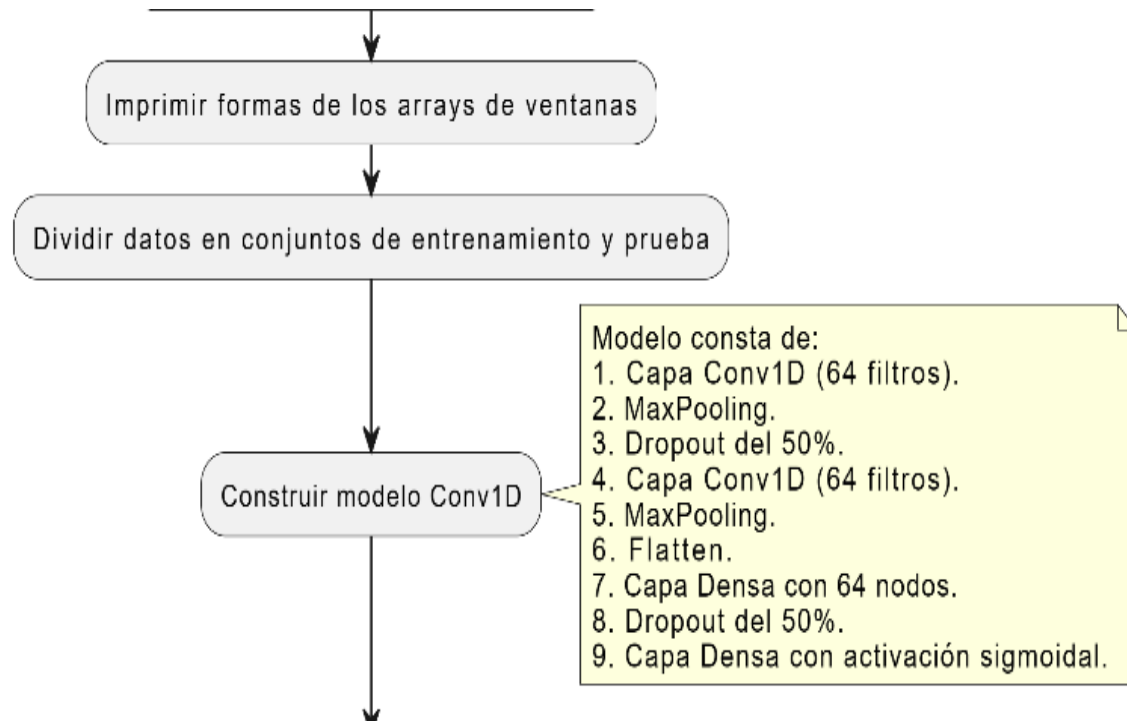 Imprimir formas de los arrays de ventanas
Dividir datos en conjuntos de entrenamiento y prueba
Construir modelo Conv1D
Modelo consta de:
1. Capa Conv1D (64 filtros).
2. MaxPooling.
3. Dropout del 50%.
4. Capa Conv1D (64 filtros).
5. MaxPooling.
6. Flatten.
7. Capa Densa con 64 nodos.
8. Dropout del 50%.
9. Capa Densa con activación sigmoidal.